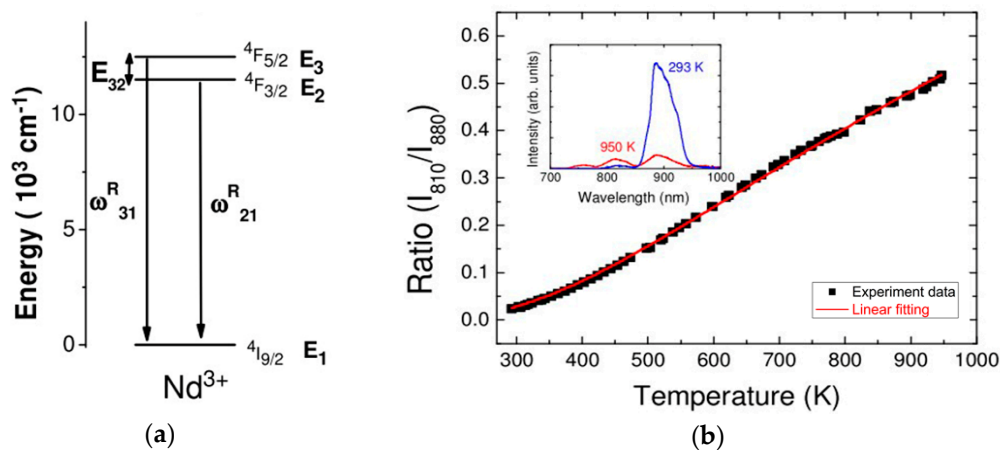 Energy ( 10³ cm⁻¹)
10
5
0
E₃₂
⁴F₅/₂ E₃
⁴F₃/₂ E₂
ωᴿ₃₁
ωᴿ₂₁
⁴I₉/₂ E₁
Nd³⁺
(a)
Ratio (I₈₁₀/I₈₈₀)
0.6
0.5
0.4
0.3
0.2
0.1
0.0
Intensity (arb. units)
293 K
950 K
700 800 900 1000
Wavelength (nm)
Experiment data
Linear fitting
300 400 500 600 700 800 900 1000
Temperature (K)
(b)